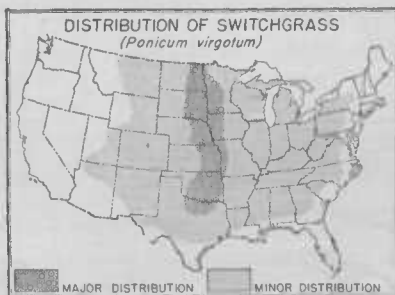 DISTRIBUTION OF SWITCHGRASS
(Ponicum virgotum)
MAJOR DISTRIBUTION
MINOR DISTRIBUTION